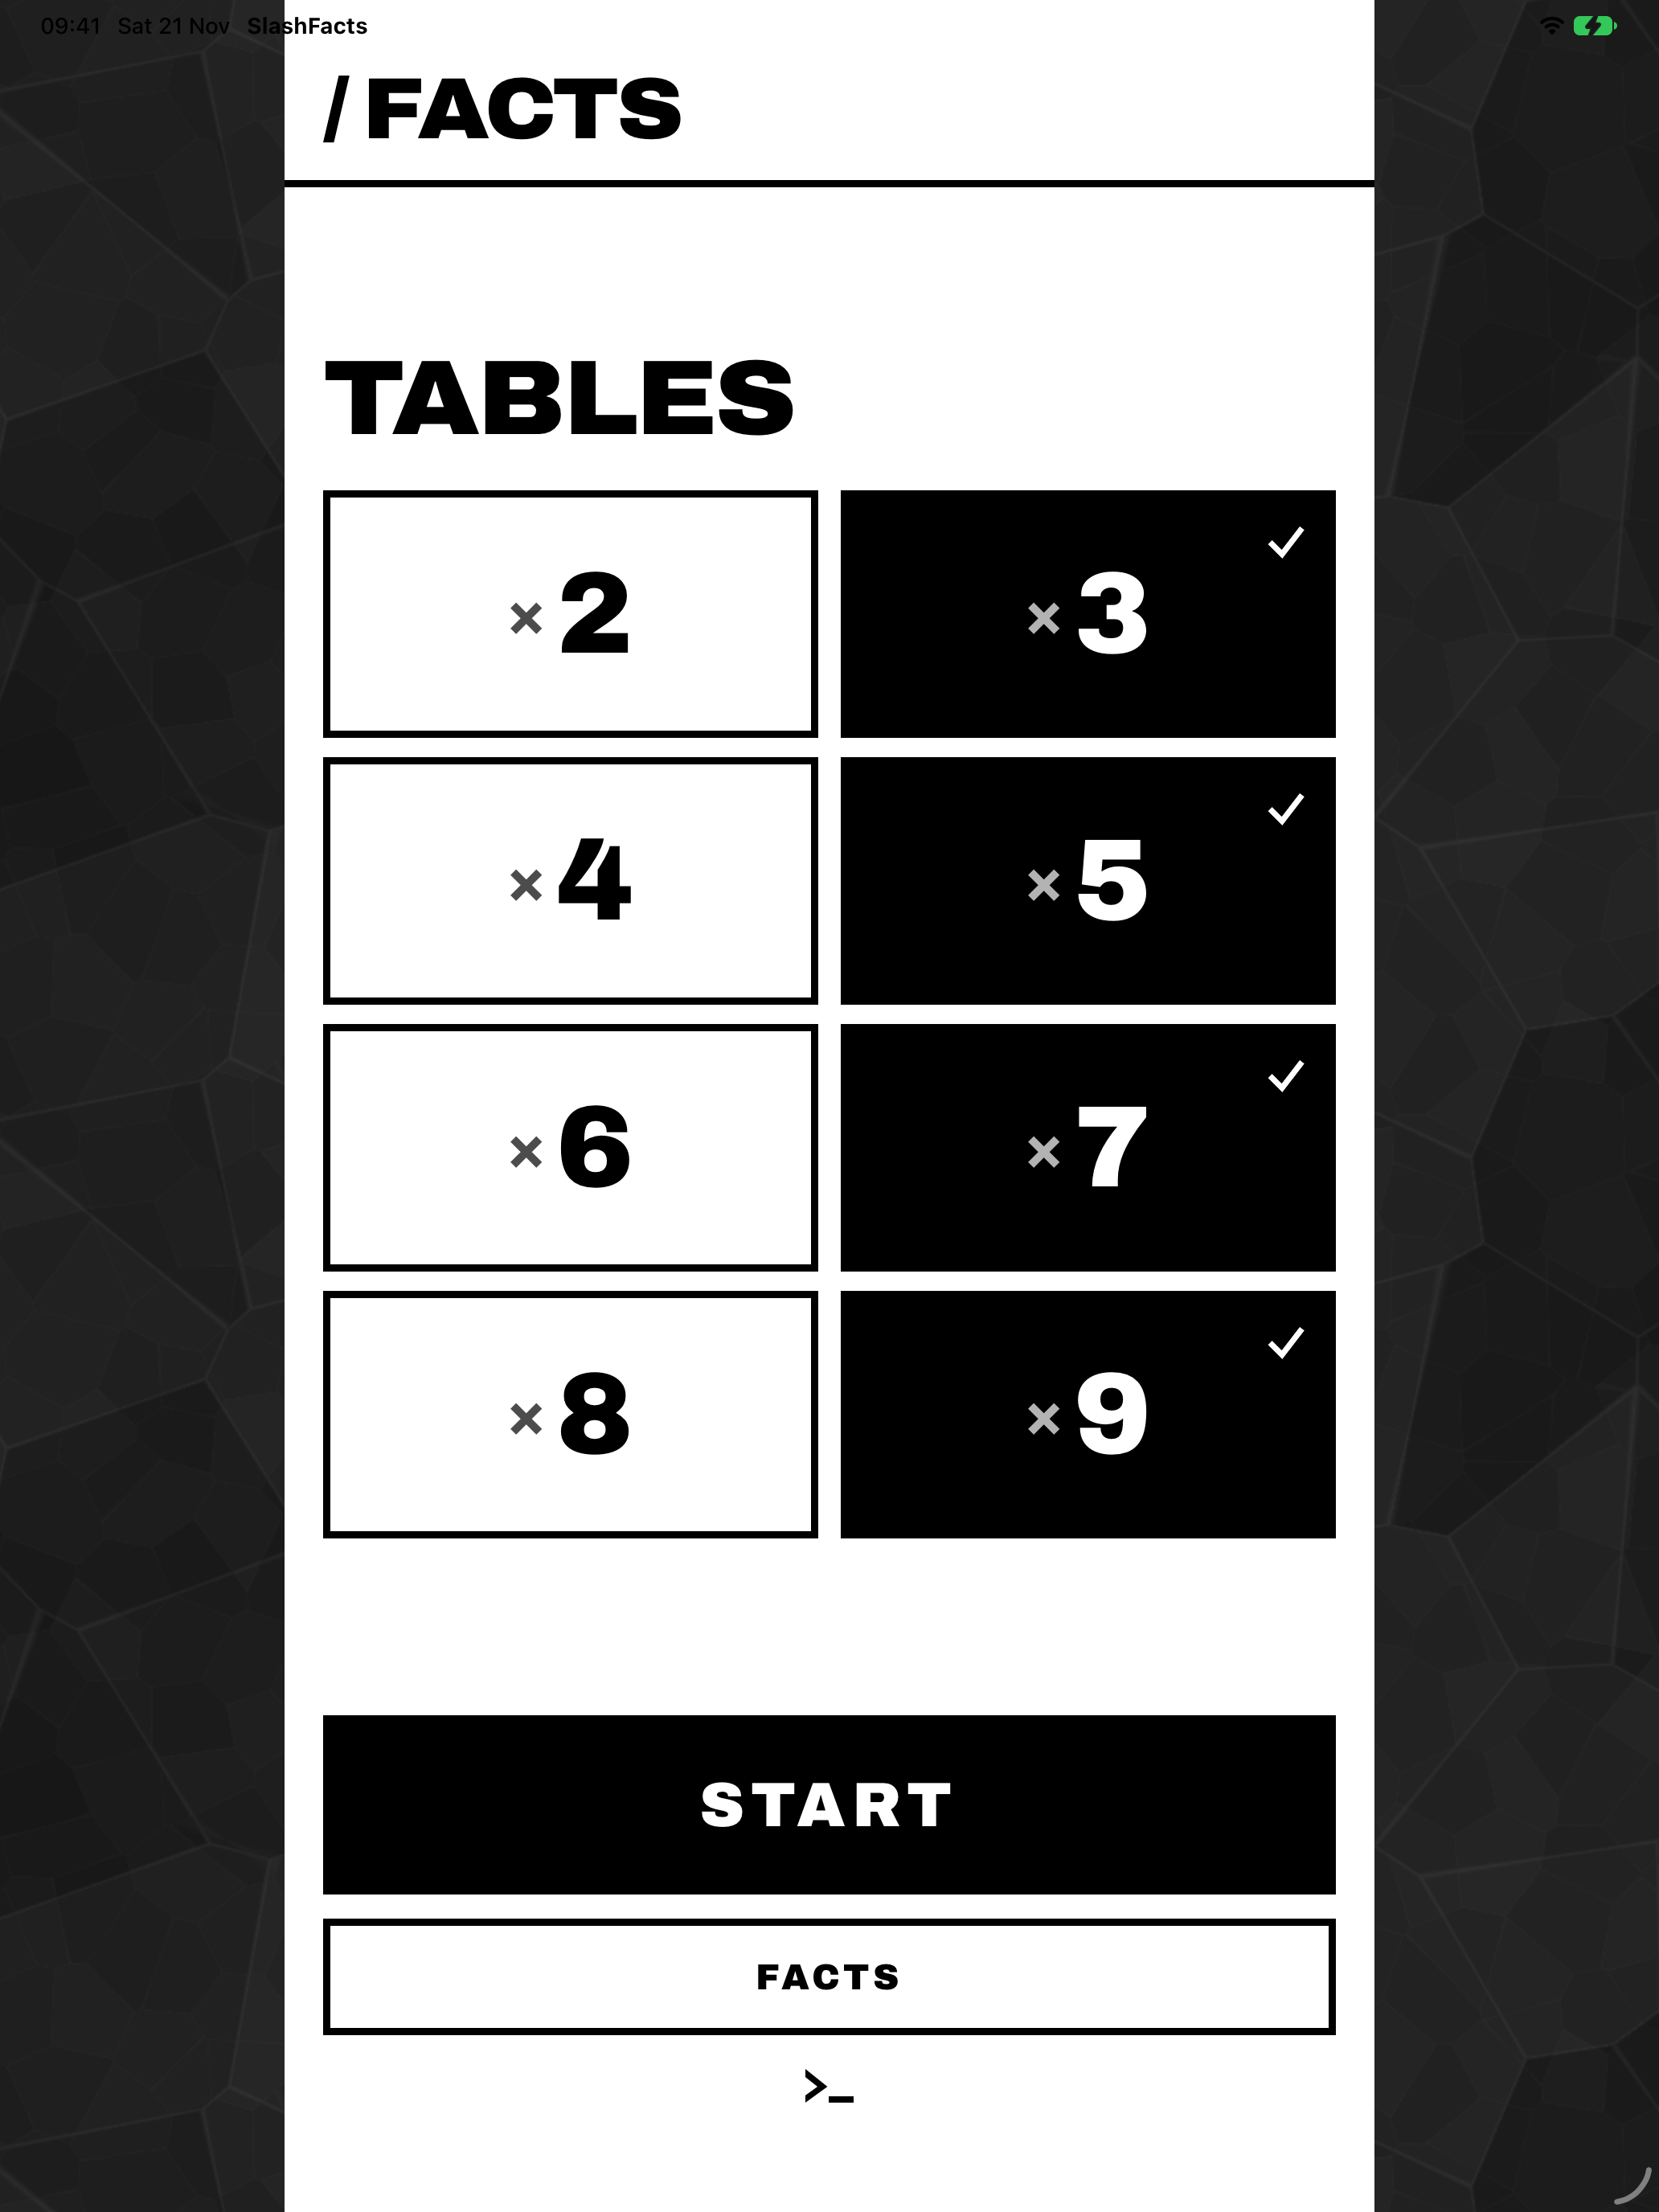 09:41 Sat 21 Nov SlashFacts
/ FACTS
TABLES
×2
×3
×4
×5
×6
×7
×8
×9
START
FACTS
>_